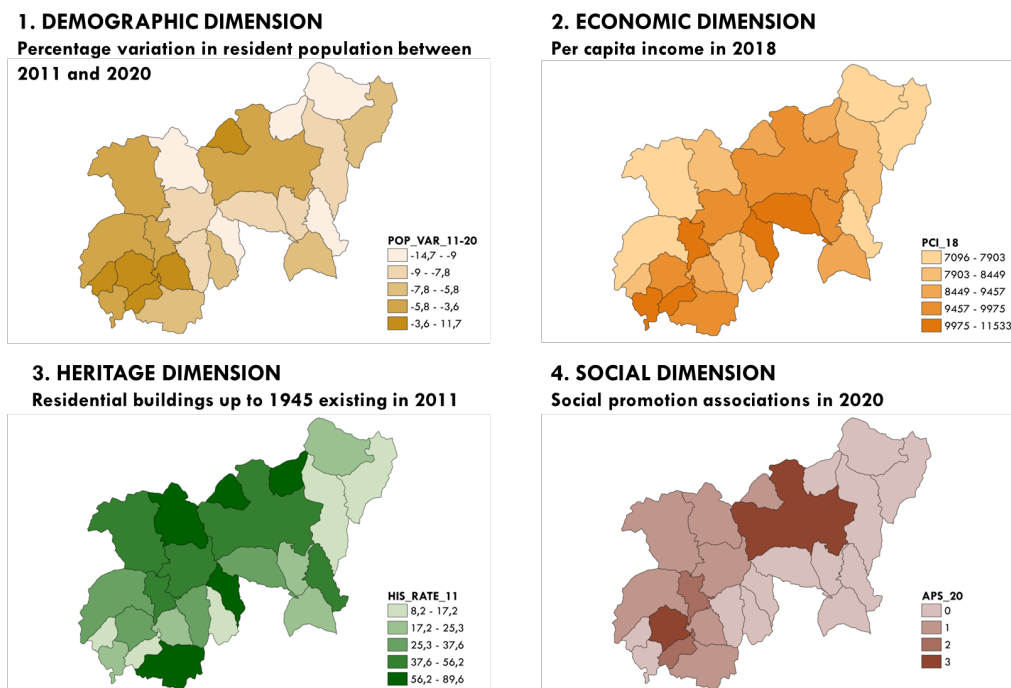 1. DEMOGRAPHIC DIMENSION
Percentage variation in resident population between
2011 and 2020
POP_VAR_11-20
-14,7 - -9
-9 - -7,8
-7,8 - -5,8
-5,8 - -3,6
-3,6 - 11,7
2. ECONOMIC DIMENSION
Per capita income in 2018
PCI_18
7096 - 7903
7903 - 8449
8449 - 9457
9457 - 9975
9975 - 11533
3. HERITAGE DIMENSION
Residential buildings up to 1945 existing in 2011
HIS_RATE_11
8,2 - 17,2
17,2 - 25,3
25,3 - 37,6
37,6 - 56,2
56,2 - 89,6
4. SOCIAL DIMENSION
Social promotion associations in 2020
APS_20
0
1
2
3